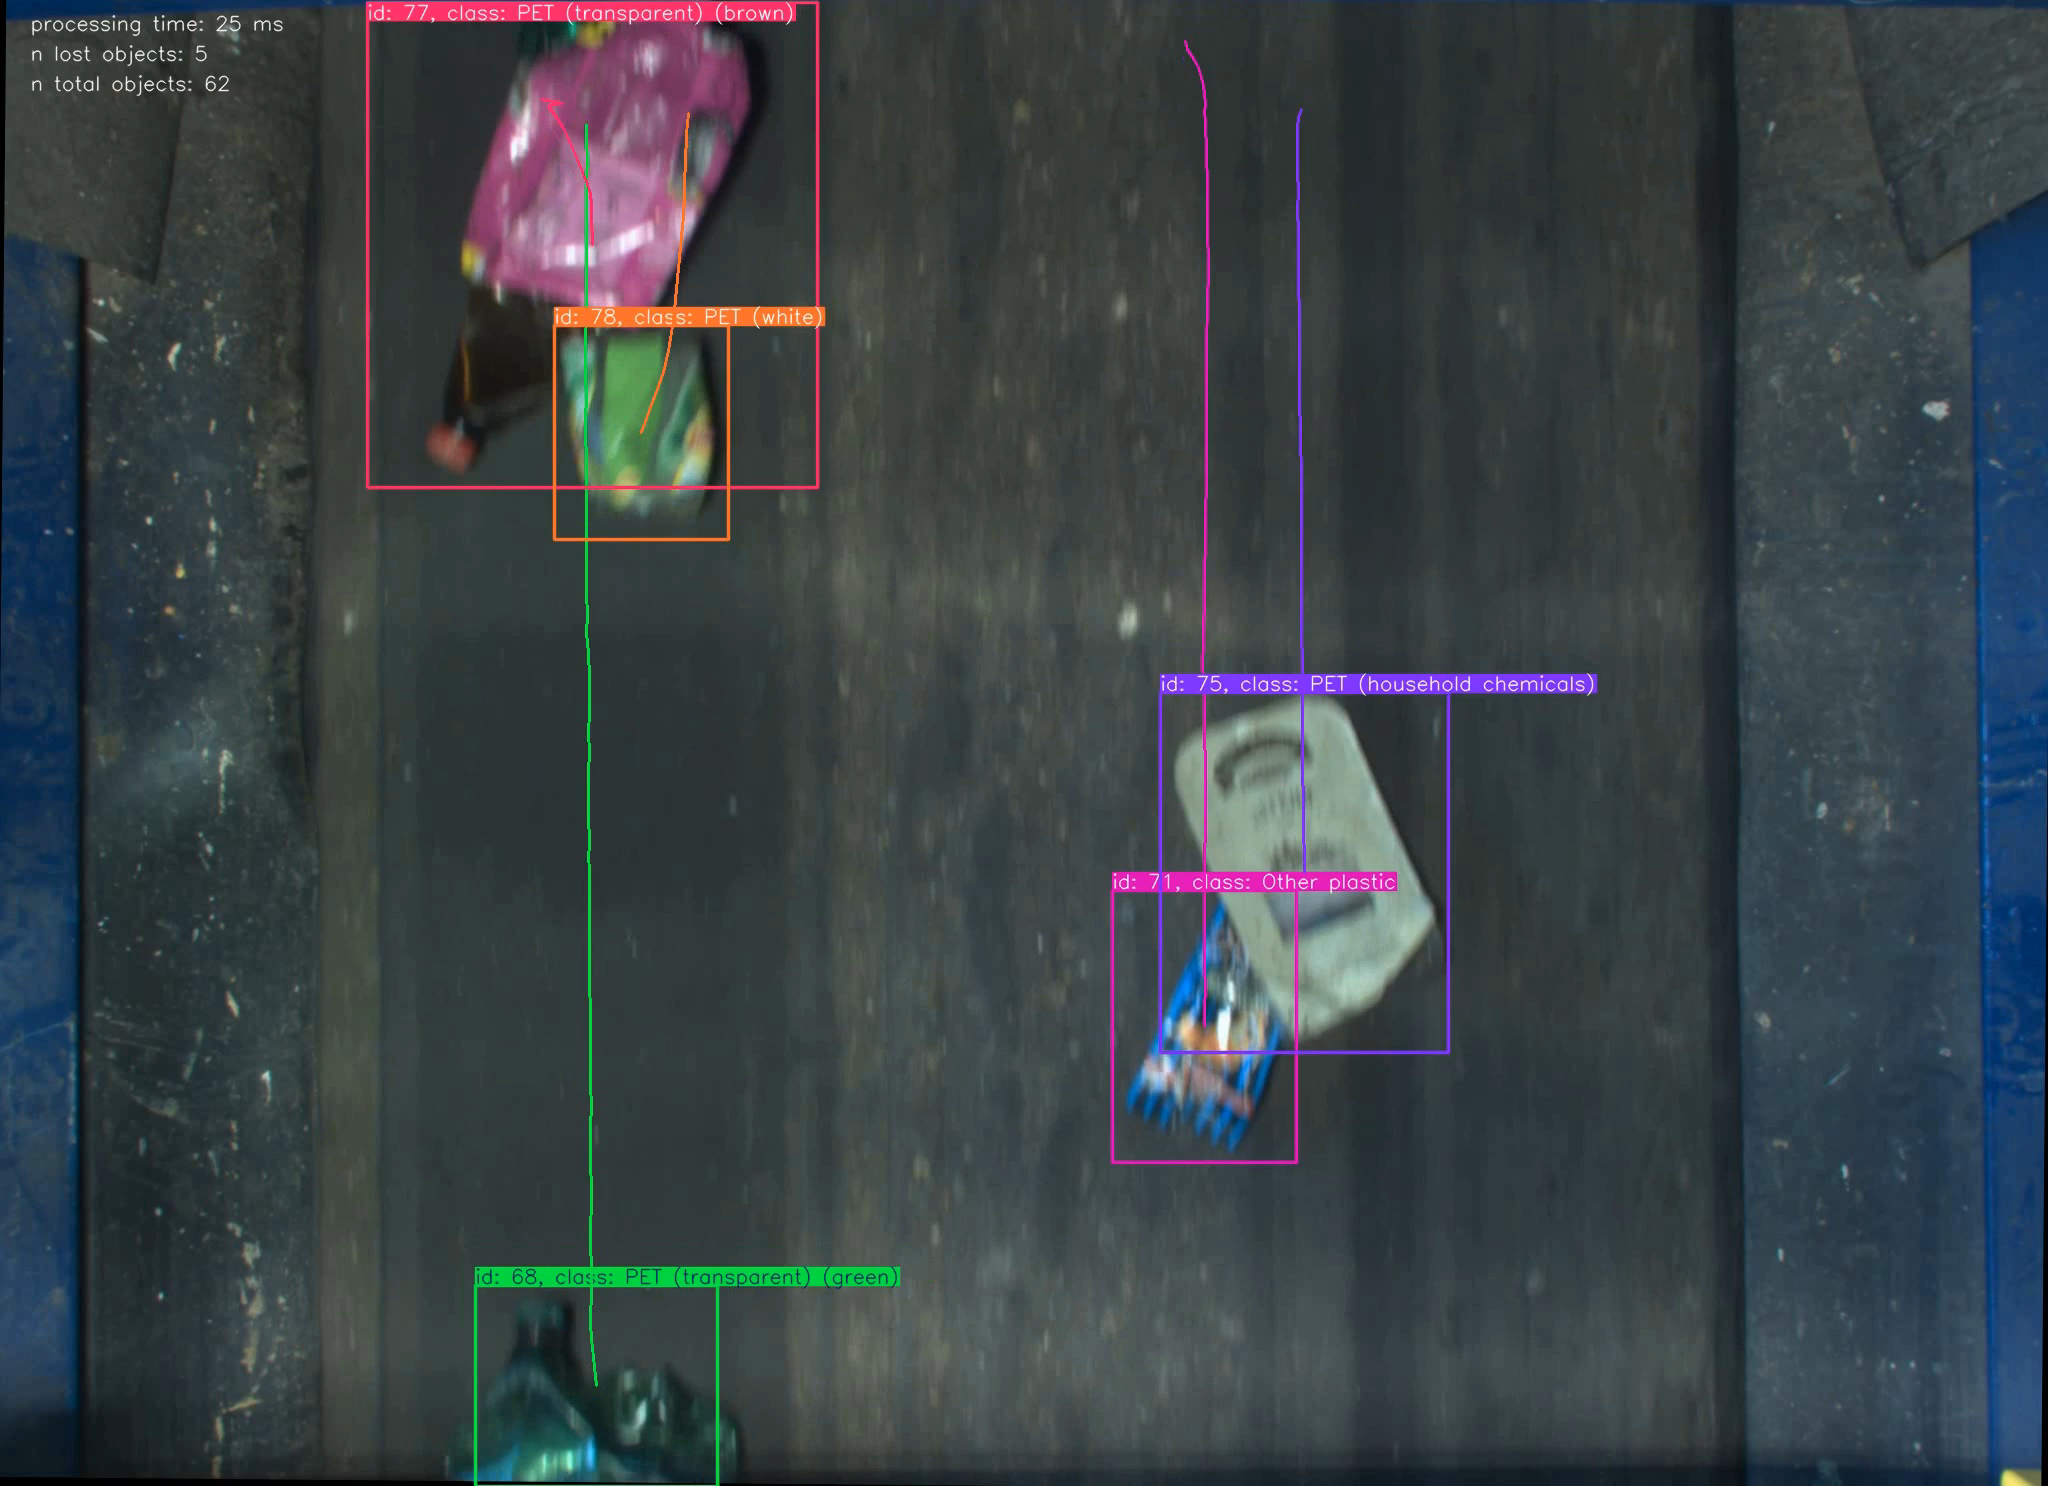 processing time: 25 ms
n lost objects: 5
n total objects: 62
id: 77, class: PET (transparent) (brown)
id: 78, class: PET (white)
id: 75, class: PET (household chemicals)
id: 71, class: Other plastic
id: 68, class: PET (transparent) (green)